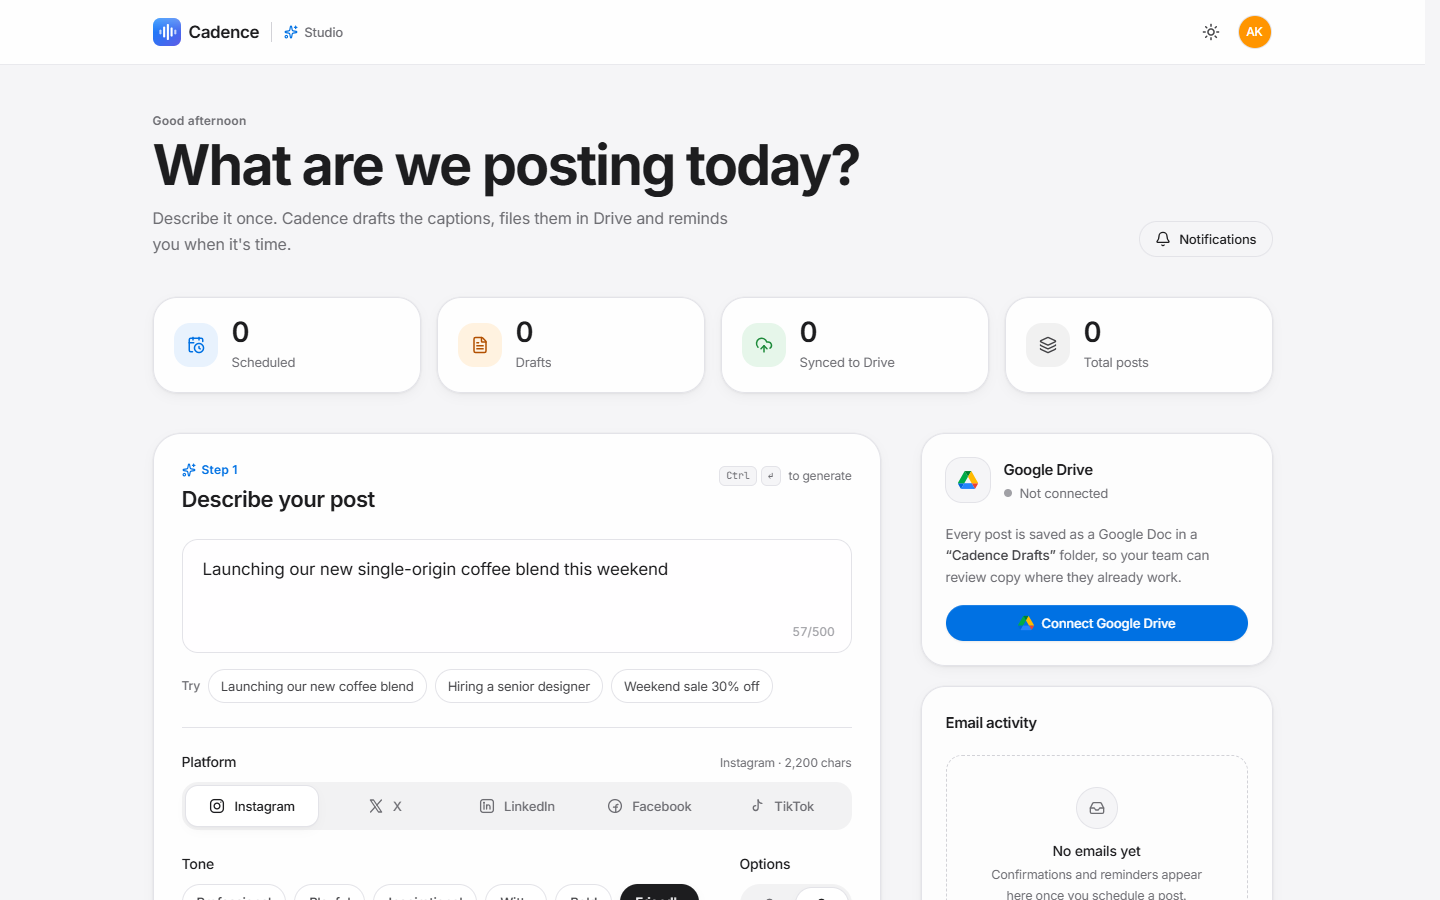 Cadence
Studio
AK
Good afternoon
What are we posting today?
Describe it once. Cadence drafts the captions, files them in Drive and reminds
you when it's time.
Notifications
0
Scheduled
0
Drafts
0
Synced to Drive
0
Total posts
Step 1
Ctrl ↵ to generate
Describe your post
Launching our new single-origin coffee blend this weekend
57/500
Try
Launching our new coffee blend
Hiring a senior designer
Weekend sale 30% off
Platform
Instagram · 2,200 chars
Instagram
X
LinkedIn
Facebook
TikTok
Tone
Options
Google Drive
Not connected
Every post is saved as a Google Doc in a
“Cadence Drafts” folder, so your team can
review copy where they already work.
Connect Google Drive
Email activity
No emails yet
Confirmations and reminders appear
here once you schedule a post.